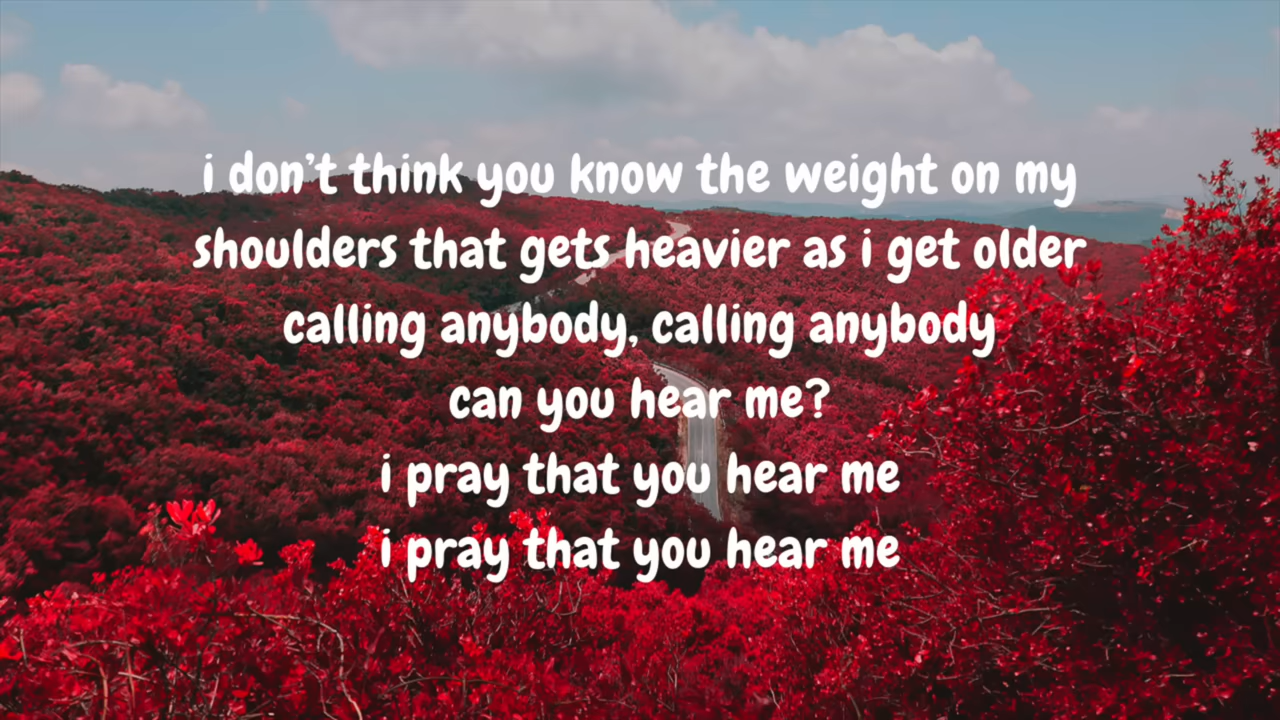 i don't think you know the weight on my
shoulders that gets heavier as i get older
calling anybody, calling anybody
can you hear me?
i pray that you hear me
i pray that you hear me